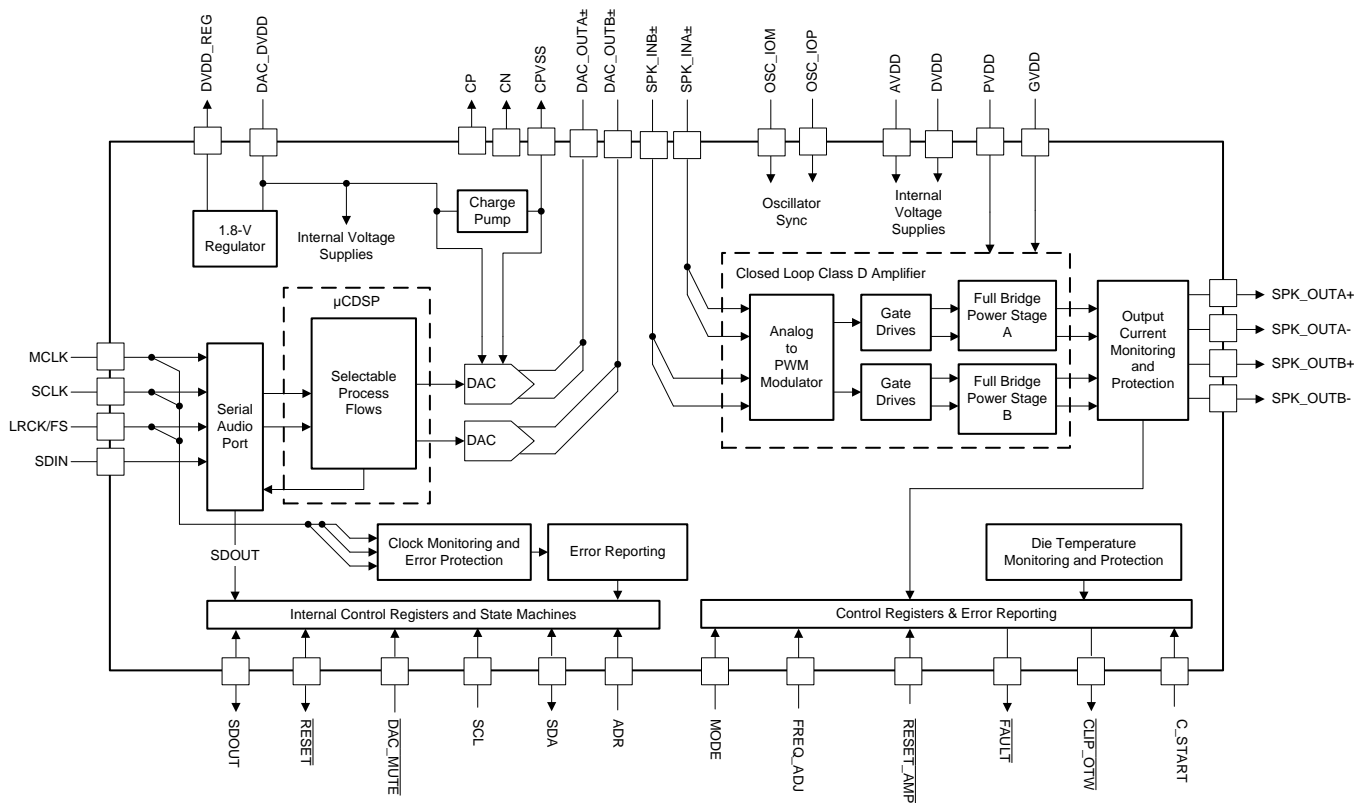 DVDD_REG
DAC_DVDD
CP
CN
CPVSS
DAC_OUTA±
DAC_OUTB±
SPK_INB±
SPK_INA±
OSC_IOM
OSC_IOP
AVDD
DVDD
PVDD
GVDD
1.8-V
Regulator
Internal Voltage
Supplies
Charge
Pump
Oscillator
Sync
Internal
Voltage
Supplies
µCDSP
Closed Loop Class D Amplifier
MCLK
SCLK
LRCK/FS
SDIN
Serial
Audio
Port
Selectable
Process
Flows
DAC
DAC
Analog
to
PWM
Modulator
Gate
Drives
Full Bridge
Power Stage
A
Gate
Drives
Full Bridge
Power Stage
B
Output
Current
Monitoring
and
Protection
SPK_OUTA+
SPK_OUTA-
SPK_OUTB+
SPK_OUTB-
SDOUT
Clock Monitoring and
Error Protection
Error Reporting
Die Temperature
Monitoring and Protection
Internal Control Registers and State Machines
Control Registers & Error Reporting
SDOUT
RESET
DAC_MUTE
SCL
SDA
ADR
MODE
FREQ_ADJ
RESET_AMP
FAULT
CLIP_OTW
C_START